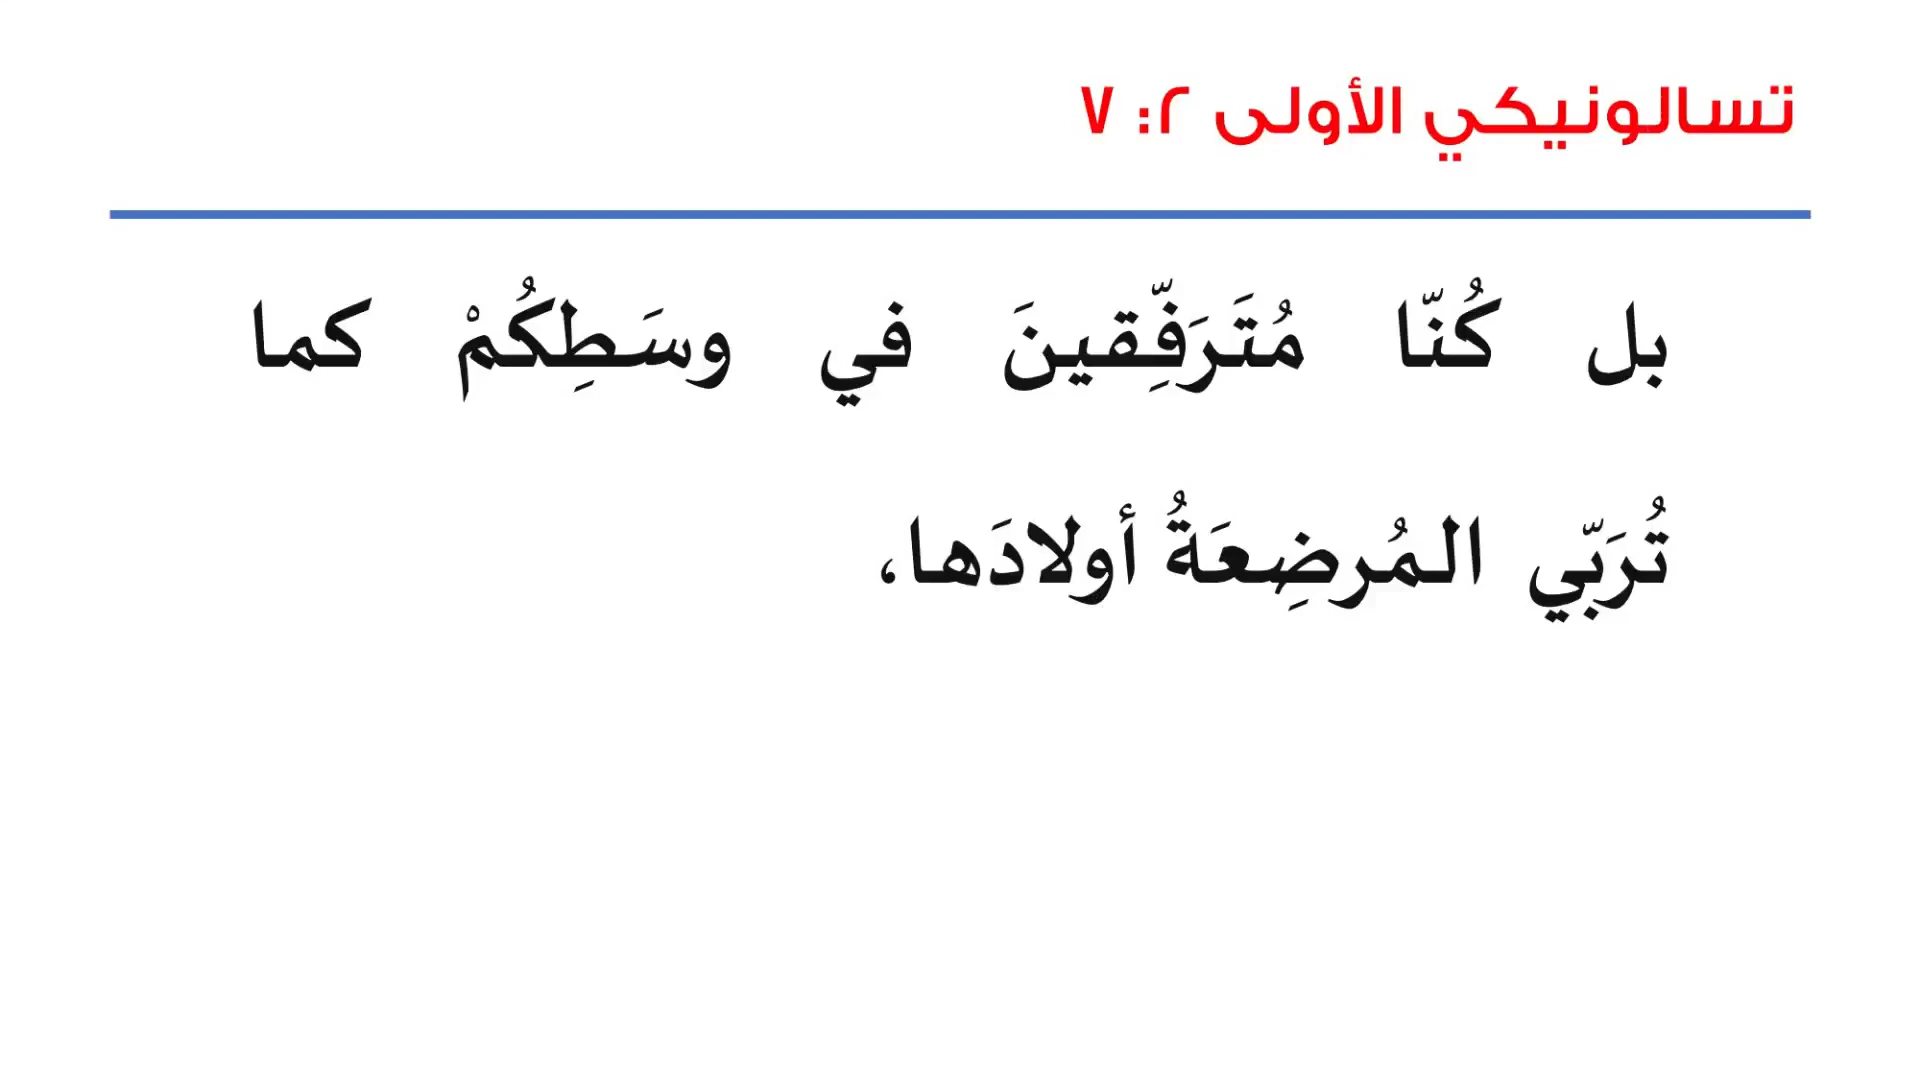 تسالونيكي الأولى ٢: ٧
بل كُنّا مُتَرَفِّقينَ في وسَطِكُمْ كما
تُرَبّي المُرضِعَةُ أولادَها،